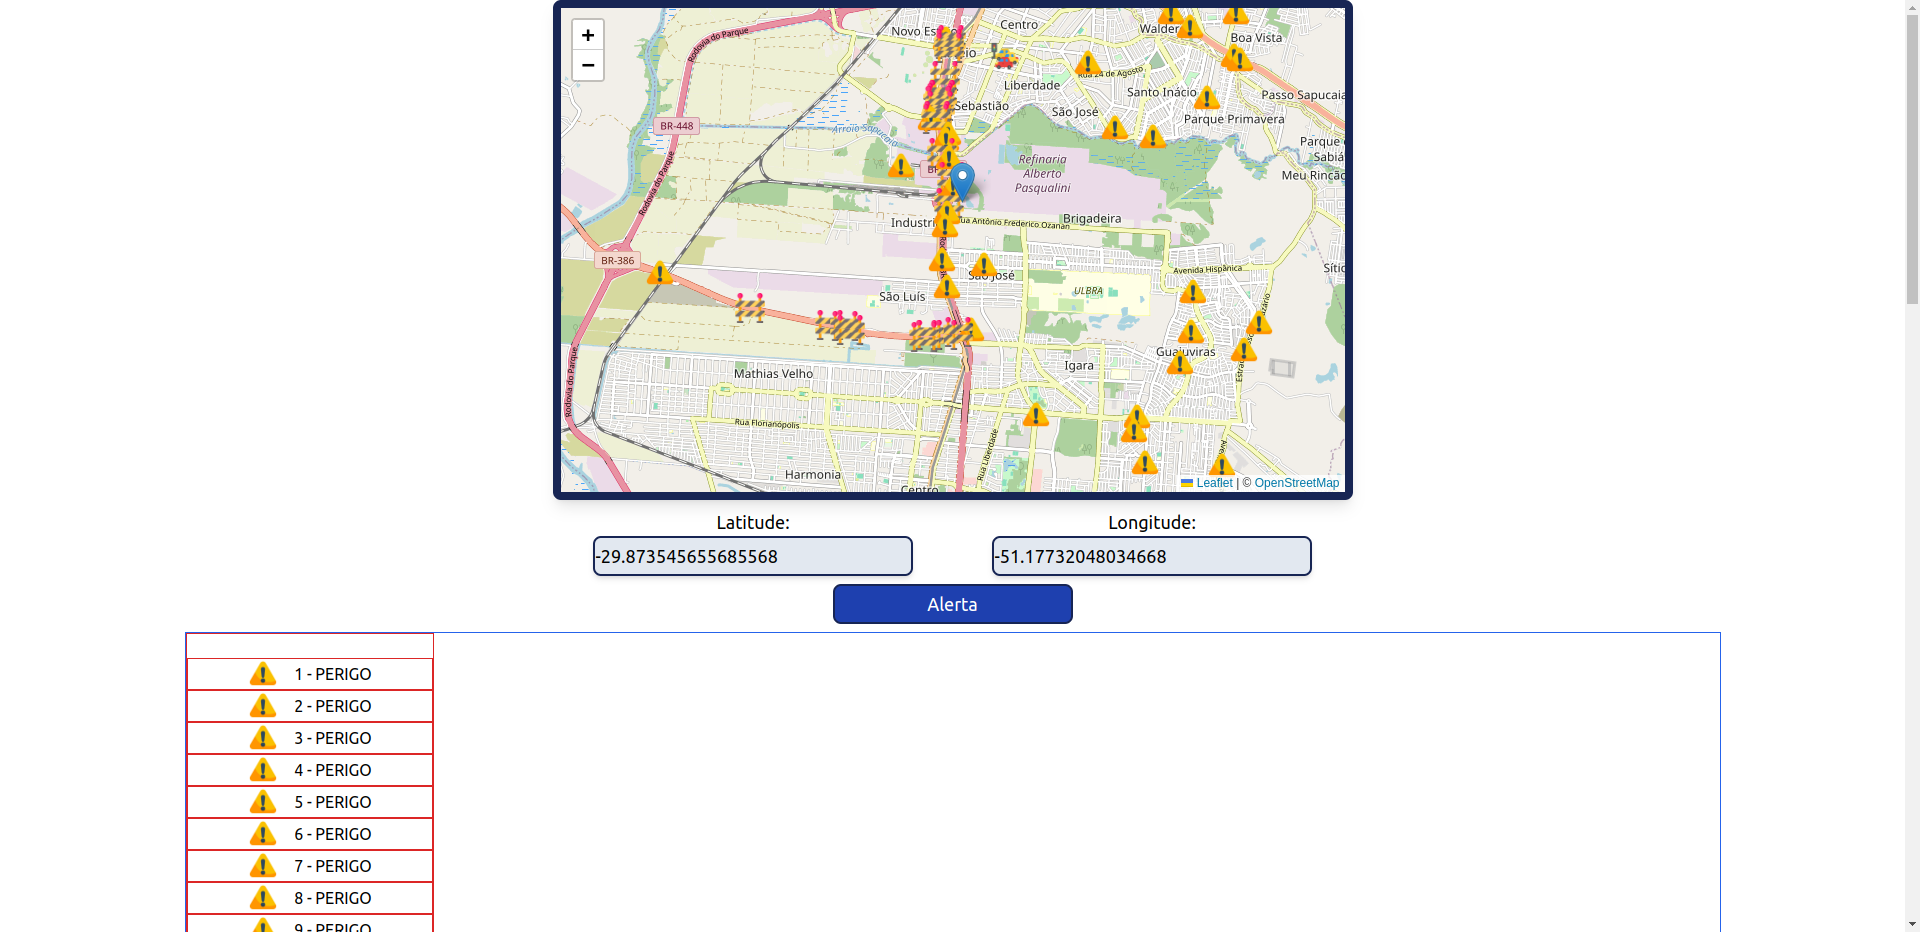 +
−
Centro
Novo Es
Walder
Boa Vista
Rodovia do Parque
io
Rua 24 de Agosto
Liberdade
Santo Inácio
Passo Sapucaia
Sebastião
São José
Parque Primavera
BR-448
Arroio Sapucaia
Parque
Sabiá
Refinaria
Alberto
Pasqualini
Meu Rincã
Rodovia do Parque
Industri
Rua Antônio Frederico Ozanan
Brigadeira
BR-386
Avenida Hispânica
Sític
São José
ULBRA
São Luís
Guajuviras
Igara
Mathias Velho
Rodovia do Parque
Rua Florianópolis
Rua Liberdade
Harmonia
Centro
Leaflet | © OpenStreetMap
Latitude: Longitude:
-29.873545655685568 -51.17732048034668
Alerta
1 - PERIGO
2 - PERIGO
3 - PERIGO
4 - PERIGO
5 - PERIGO
6 - PERIGO
7 - PERIGO
8 - PERIGO
9 - PERIGO